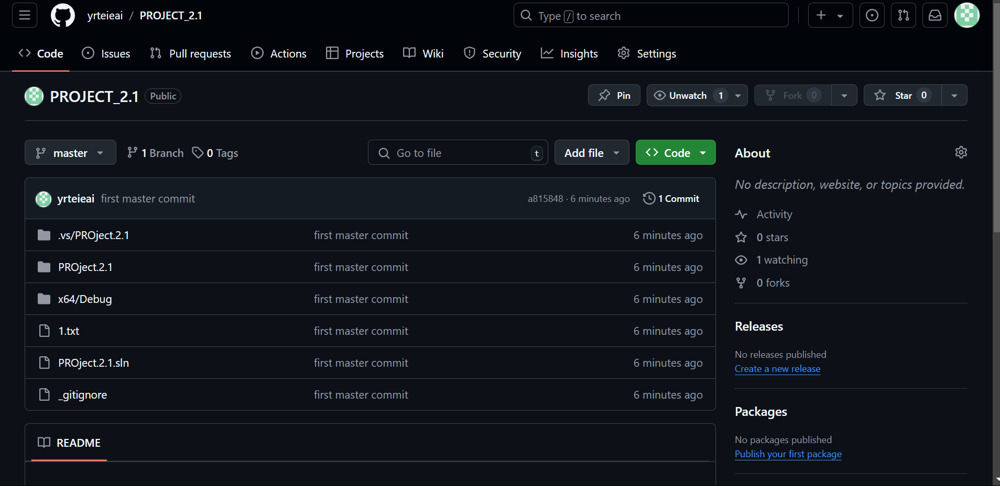 yrteieai / PROJECT_2.1
Type / to search
Code Issues Pull requests Actions Projects Wiki Security Insights Settings
PROJECT_2.1 Public
Pin Unwatch 1 Fork 0 Star 0
master 1 Branch 0 Tags Go to file t Add file Code
yrteieai first master commit a815848 · 6 minutes ago 1 Commit
.vs/PROject.2.1 first master commit 6 minutes ago
PROject.2.1 first master commit 6 minutes ago
x64/Debug first master commit 6 minutes ago
1.txt first master commit 6 minutes ago
PROject.2.1.sln first master commit 6 minutes ago
_gitignore first master commit 6 minutes ago
README
About
No description, website, or topics provided.
Activity
0 stars
1 watching
0 forks
Releases
No releases published
Create a new release
Packages
No packages published
Publish your first package